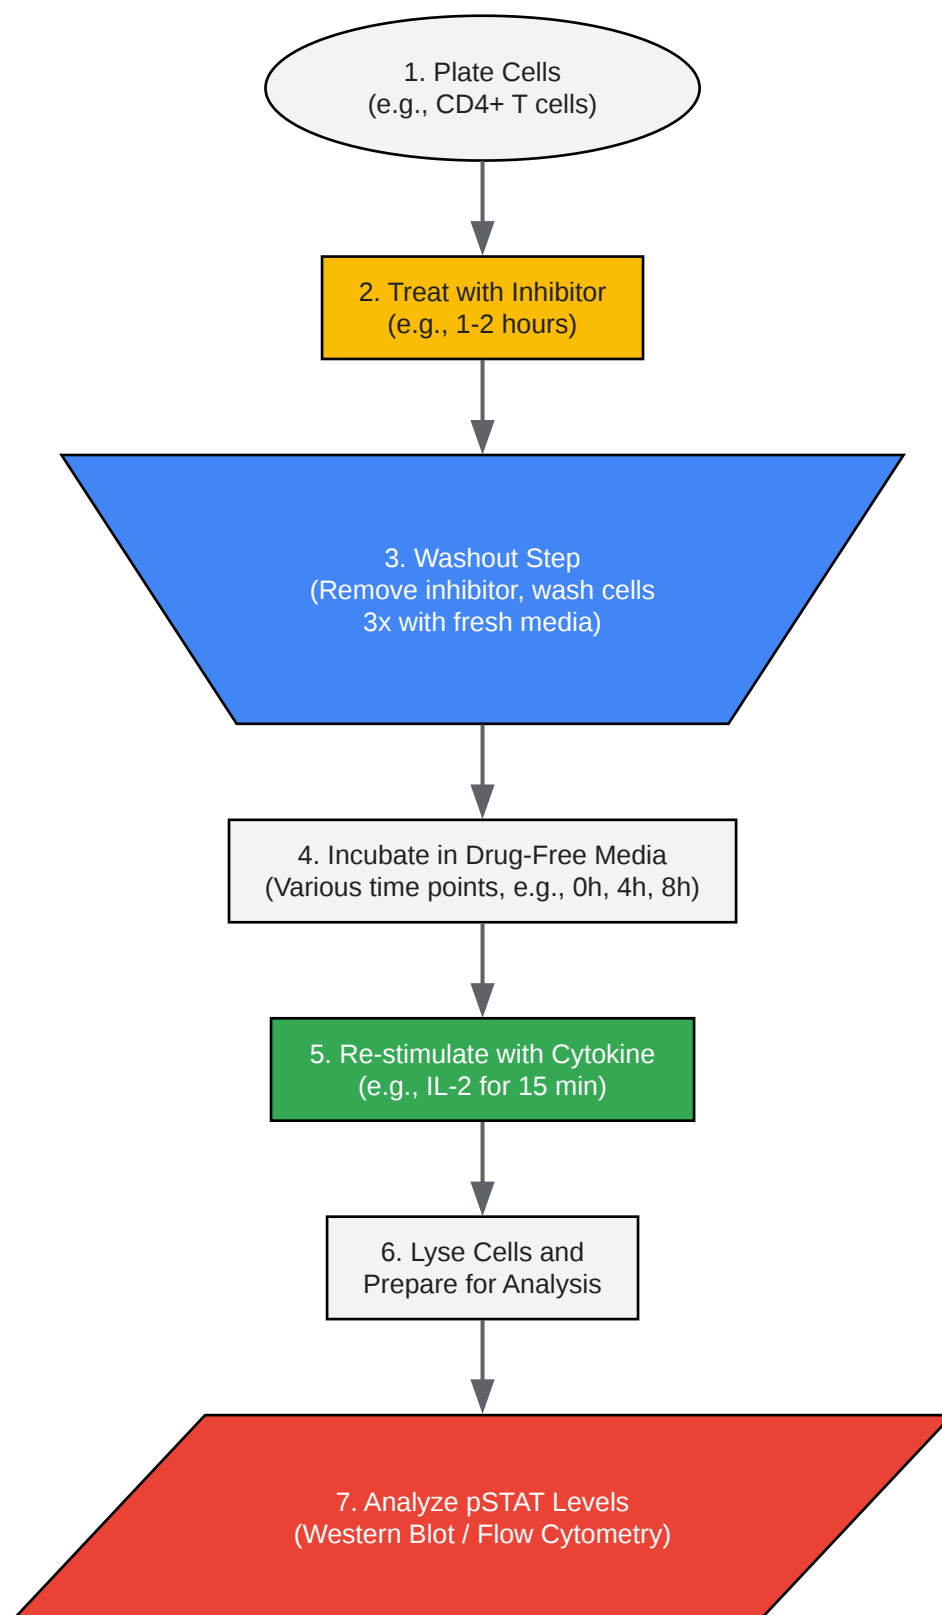 1. Plate Cells
(e.g., CD4+ T cells)
2. Treat with Inhibitor
(e.g., 1-2 hours)
3. Washout Step
(Remove inhibitor, wash cells
3x with fresh media)
4. Incubate in Drug-Free Media
(Various time points, e.g., 0h, 4h, 8h)
5. Re-stimulate with Cytokine
(e.g., IL-2 for 15 min)
6. Lyse Cells and
Prepare for Analysis
7. Analyze pSTAT Levels
(Western Blot / Flow Cytometry)